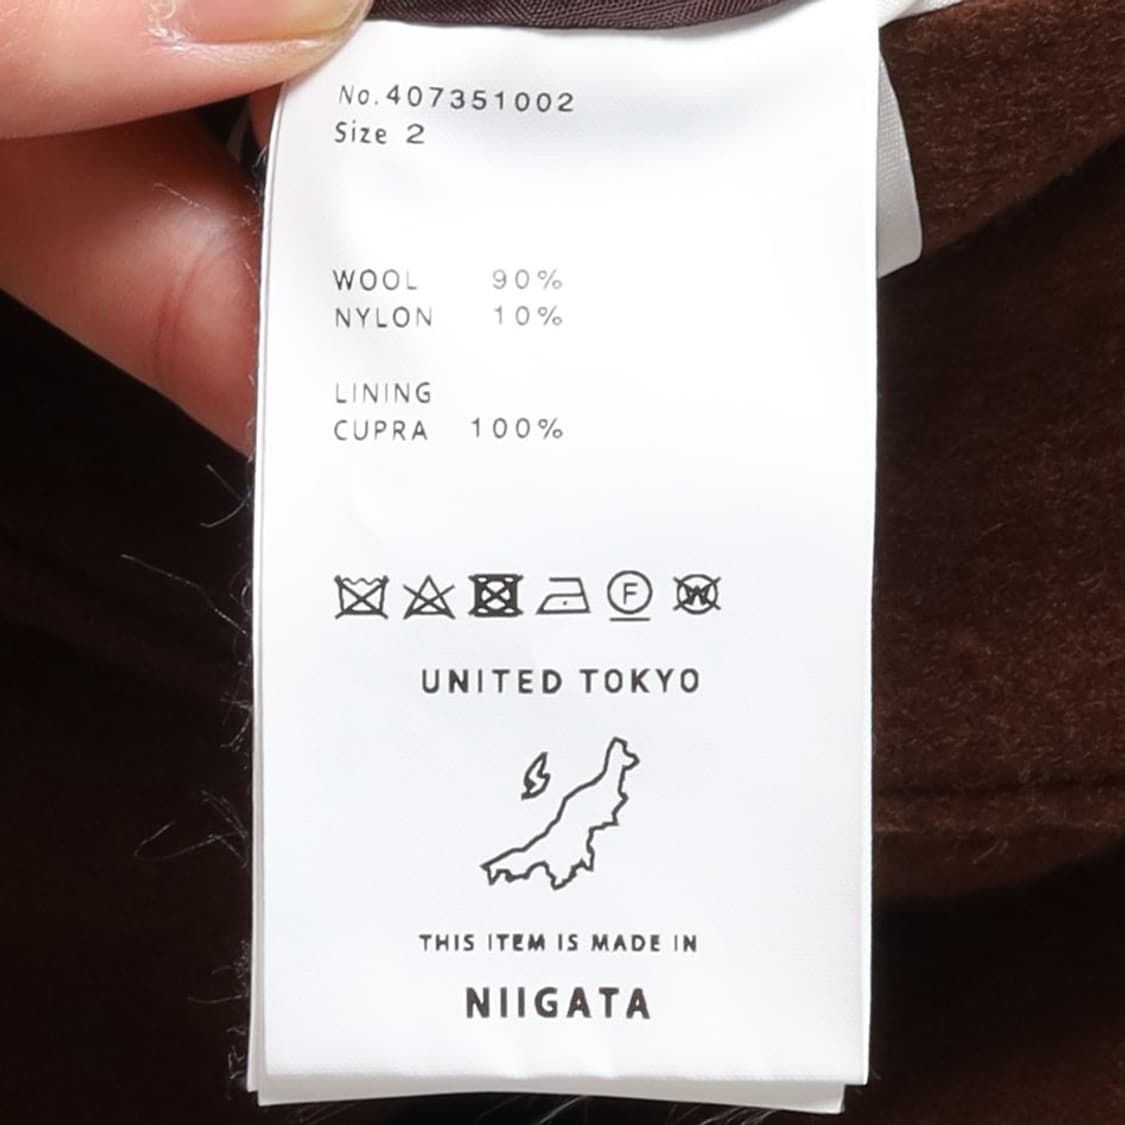 No.407351002
Size 2
WOOL 90%
NYLON 10%
LINING
CUPRA 100%
F W
UNITED TOKYO
THIS ITEM IS MADE IN
NIIGATA